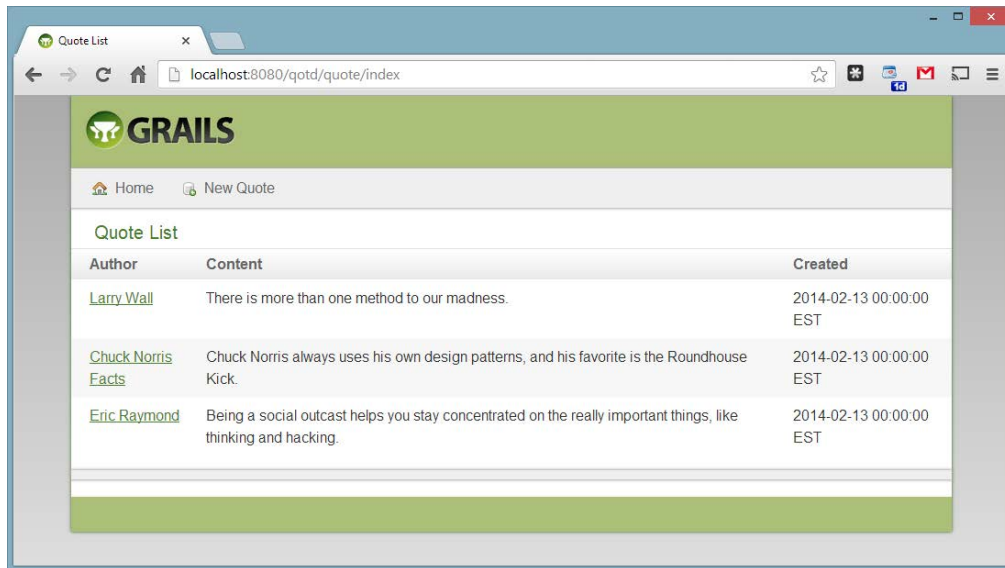 Quote List
localhost:8080/qotd/quote/index
1d
GRAILS
Home New Quote
Quote List
Author Content Created
Larry Wall There is more than one method to our madness. 2014-02-13 00:00:00
EST
Chuck Norris Chuck Norris always uses his own design patterns, and his favorite is the Roundhouse 2014-02-13 00:00:00
Facts Kick. EST
Eric Raymond Being a social outcast helps you stay concentrated on the really important things, like 2014-02-13 00:00:00
thinking and hacking. EST